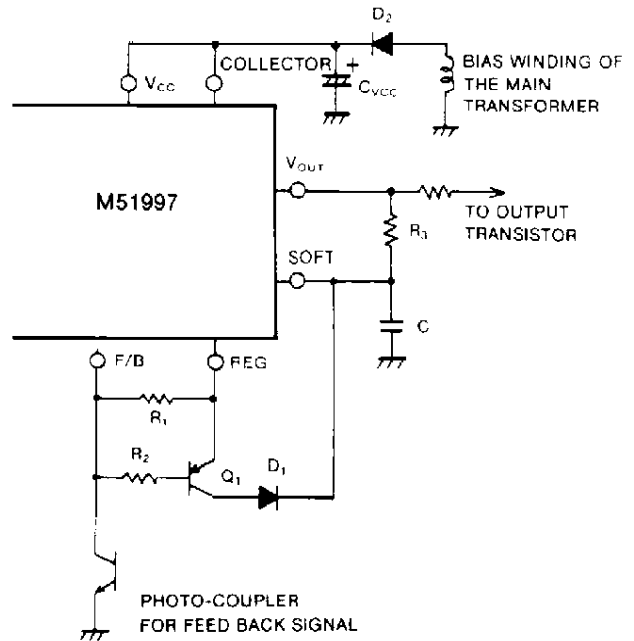 D2
COLLECTOR
+
VCC
CVCC
BIAS WINDING OF
THE MAIN
TRANSFORMER
VOUT
M51997
TO OUTPUT
TRANSISTOR
R3
SOFT
C
F/B
REG
R1
R2
Q1
D1
PHOTO-COUPLER
FOR FEED BACK SIGNAL